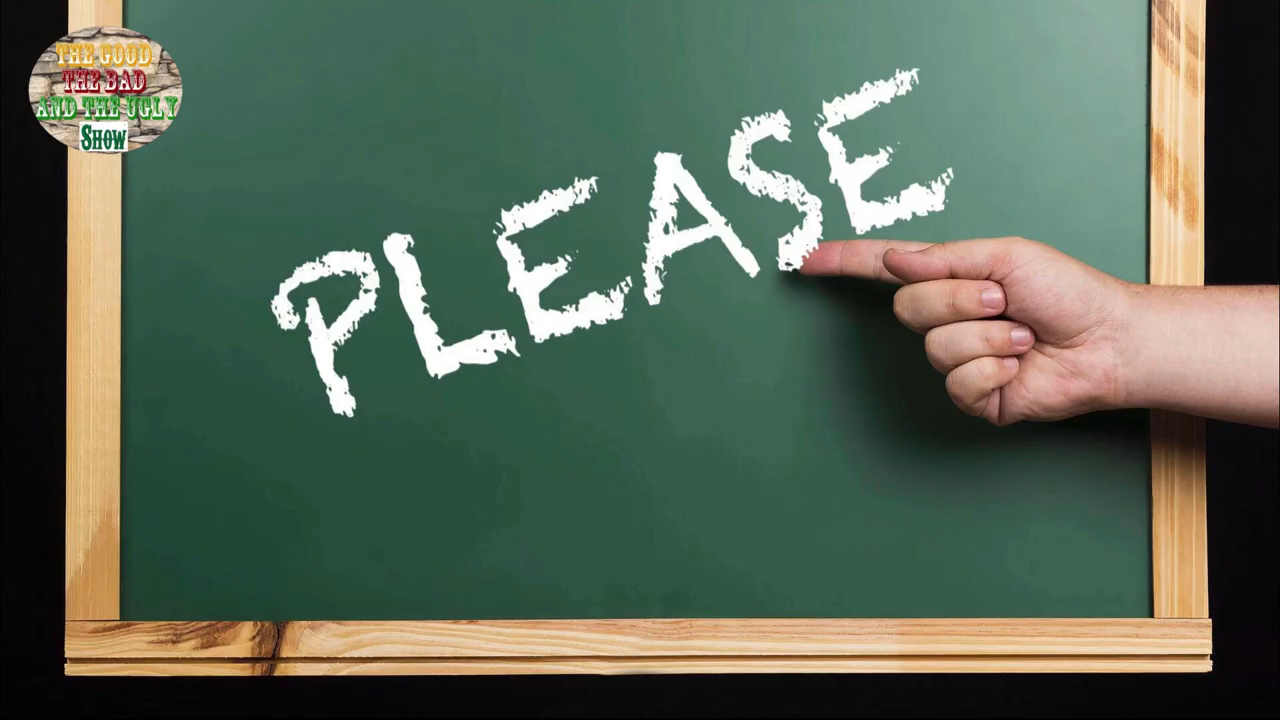 THE GOOD
THE BAD
AND THE UGLY
SHOW
PLEASE